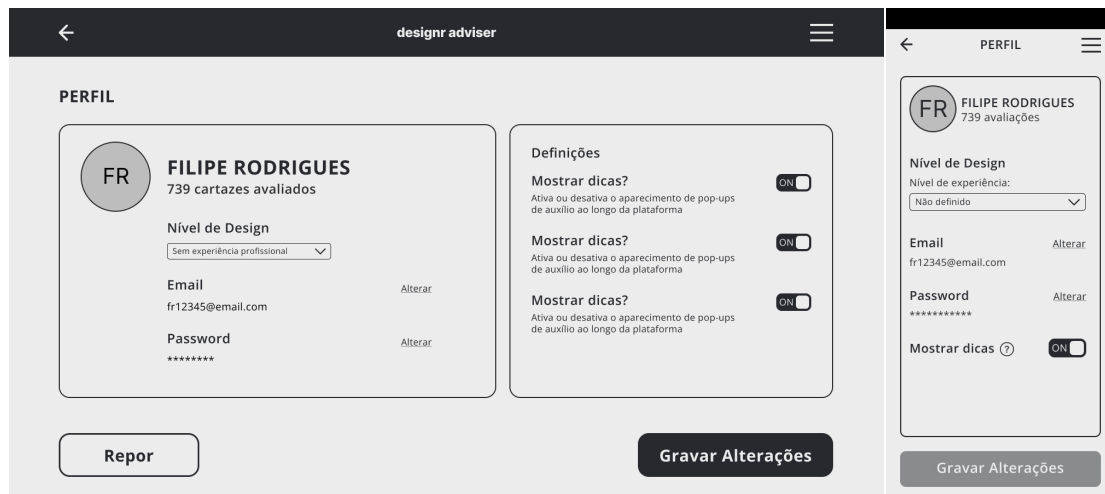 designr adviser
PERFIL
FR
FILIPE RODRIGUES
739 cartazes avaliados
Nível de Design
Sem experiência profissional
Email
Alterar
fr12345@email.com
Password
Alterar
********
Definições
Mostrar dicas?
ON
Ativa ou desativa o aparecimento de pop-ups
de auxílio ao longo da plataforma
Mostrar dicas?
ON
Ativa ou desativa o aparecimento de pop-ups
de auxílio ao longo da plataforma
Mostrar dicas?
ON
Ativa ou desativa o aparecimento de pop-ups
de auxílio ao longo da plataforma
Repor
Gravar Alterações
PERFIL
FR
FILIPE RODRIGUES
739 avaliações
Nível de Design
Nível de experiência:
Não definido
Email
Alterar
fr12345@email.com
Password
Alterar
***********
Mostrar dicas ?
ON
Gravar Alterações